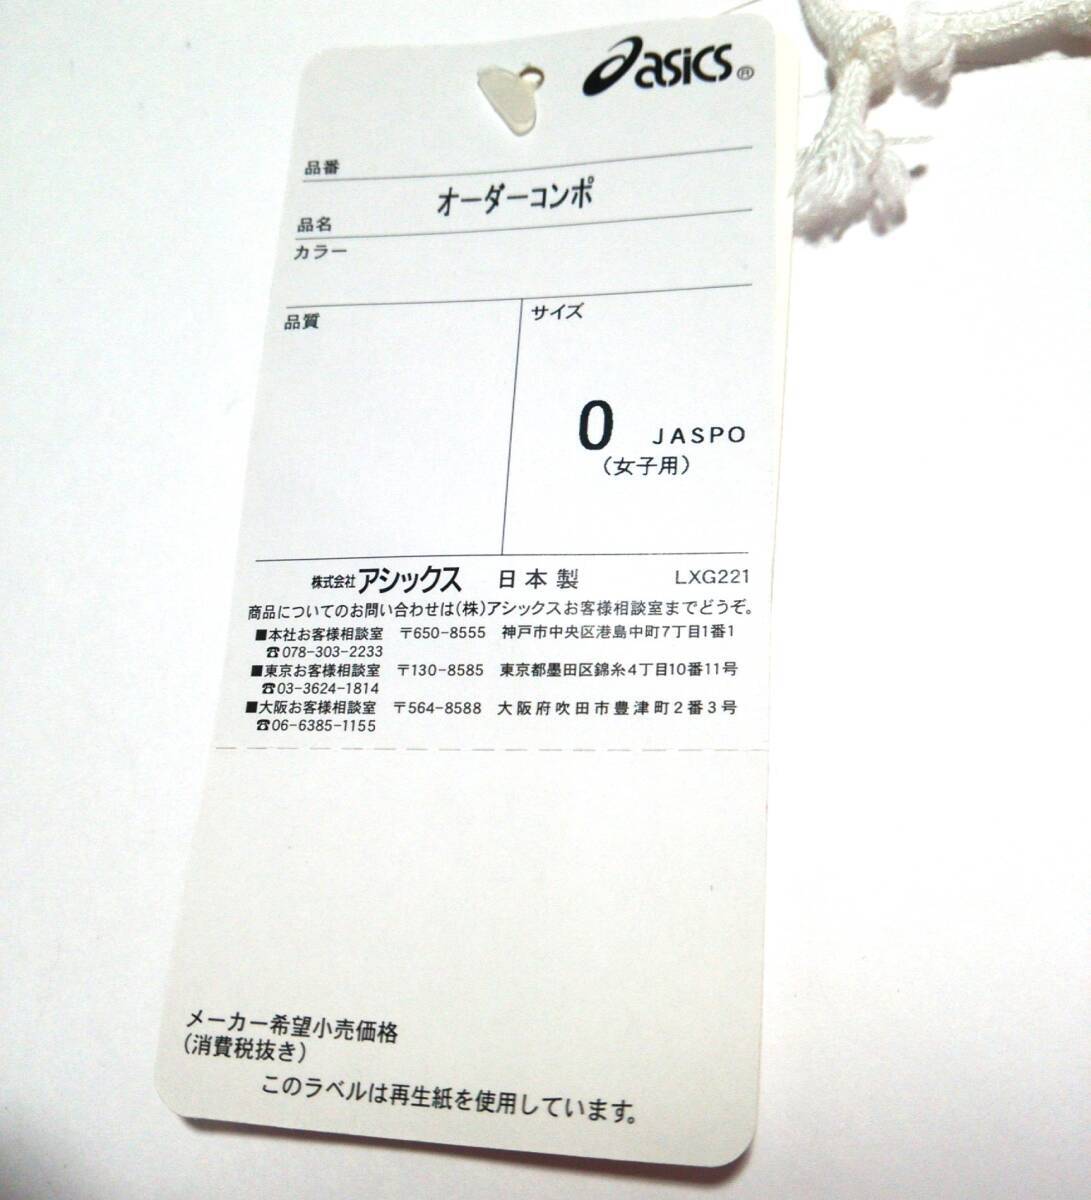 asics®
品番
オーダーコンポ
品名
カラー
品質
サイズ
0 JASPO
(女子用)
株式会社アシックス 日本製 LXG221
商品についてのお問い合わせは(株)アシックスお客様相談室までどうぞ。
■本社お客様相談室 〒650-8555 神戸市中央区港島中町7丁目1番1
☎078-303-2233
■東京お客様相談室 〒130-8585 東京都墨田区錦糸4丁目10番11号
☎03-3624-1814
■大阪お客様相談室 〒564-8588 大阪府吹田市豊津町2番3号
☎06-6385-1155
メーカー希望小売価格
(消費税抜き)
このラベルは再生紙を使用しています。